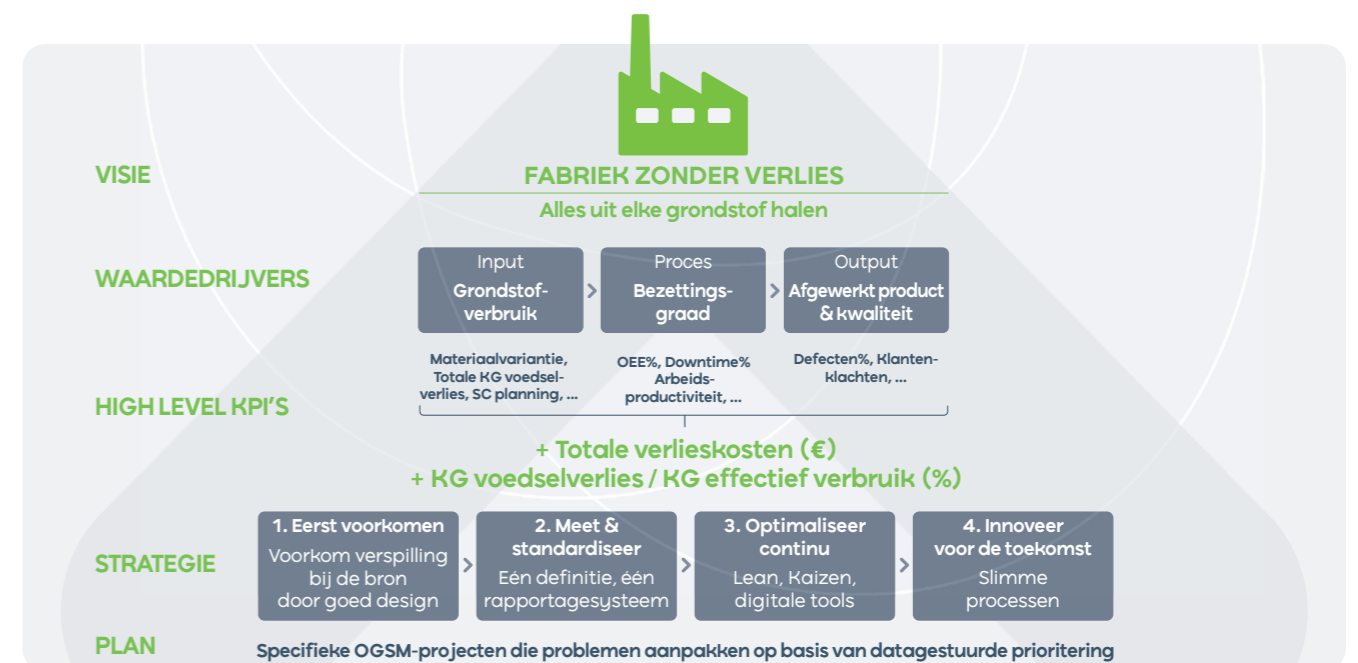 VISIE
FABRIEK ZONDER VERLIES
Alles uit elke grondstof halen
WAARDEDRIJVERS
Input
Grondstof-
verbruik
Proces
Bezettings-
graad
Output
Afgewerkt product
& kwaliteit
HIGH LEVEL KPI'S
Materiaalvariantie,
Totale KG voedsel-
verlies, SC planning, ...
OEE%, Downtime%
Arbeids-
productiviteit, ...
Defecten%, Klanten-
klachten, ...
+ Totale verlieskosten (€)
+ KG voedselverlies / KG effectief verbruik (%)
STRATEGIE
1. Eerst voorkomen
Voorkom verspilling
bij de bron
door goed design
2. Meet &
standardiseer
Eén definitie, één
rapportagesysteem
3. Optimaliseer
continu
Lean, Kaizen,
digitale tools
4. Innoveer
voor de toekomst
Slimme
processen
PLAN
Specifieke OGSM-projecten die problemen aanpakken op basis van datagestuurde prioritering